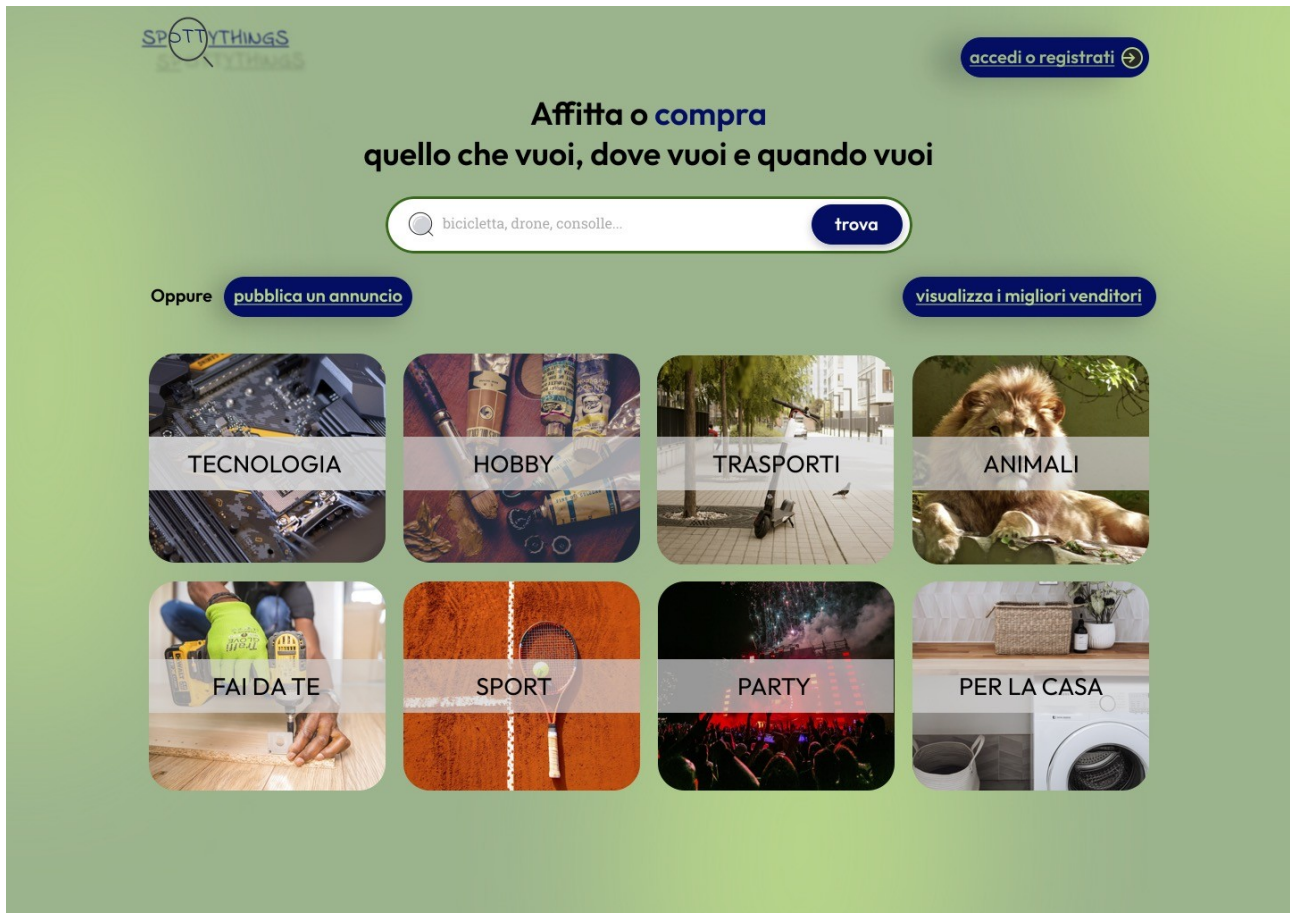 SPOTTYTHINGS
accedi o registrati
Affitta o compra
quello che vuoi, dove vuoi e quando vuoi
bicicletta, drone, consolle...
trova
Oppure pubblica un annuncio
visualizza i migliori venditori
TECNOLOGIA
HOBBY
TRASPORTI
ANIMALI
FAI DA TE
SPORT
PARTY
PER LA CASA